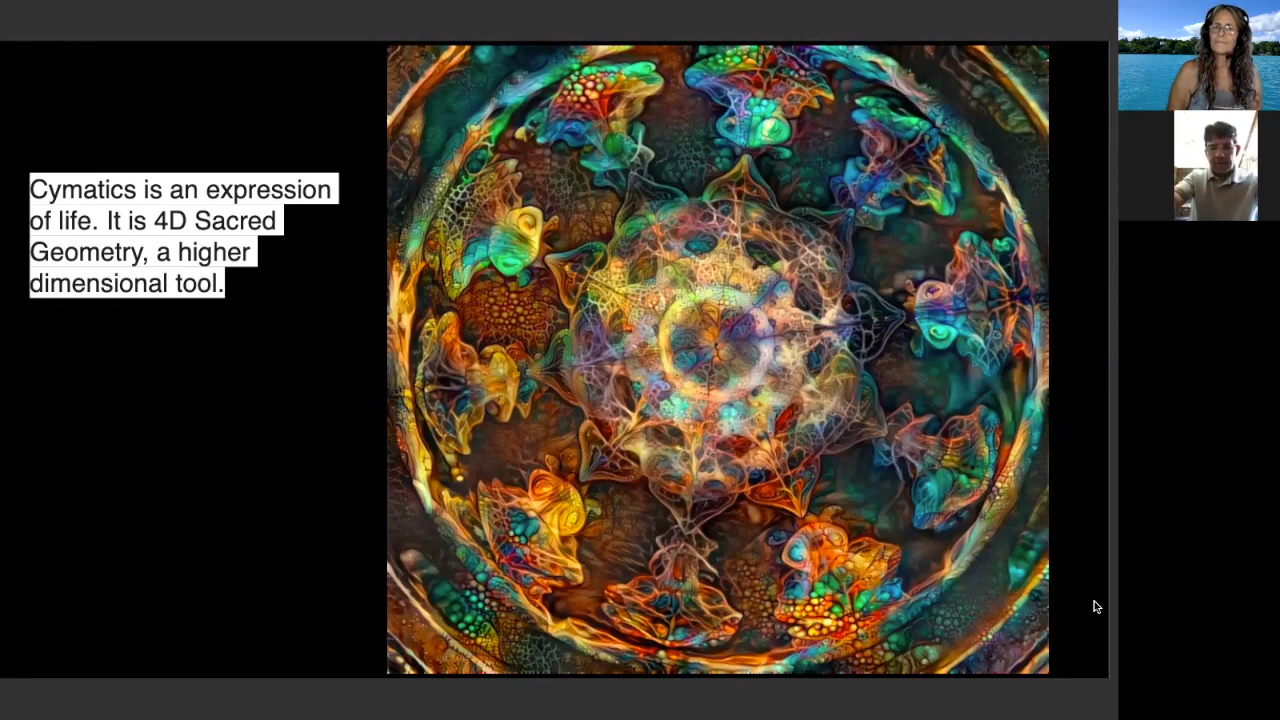 Cymatics is an expression
of life. It is 4D Sacred
Geometry, a higher
dimensional tool.